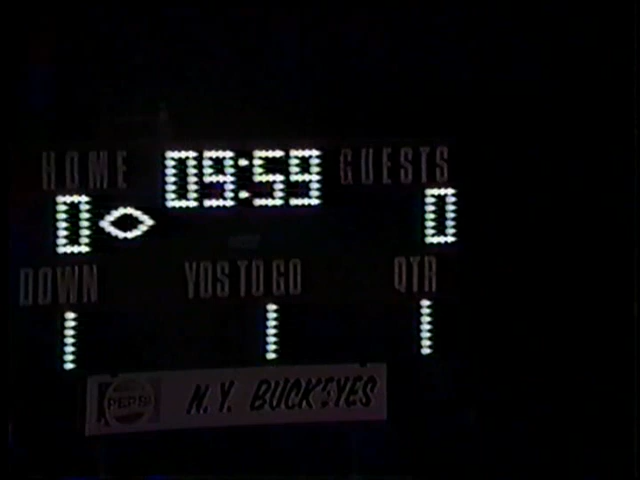 HOME 09:59 GUESTS
0 0
DOWN YDS TO GO QTR
1 1 1
PEPSI N.Y. BUCKEYES